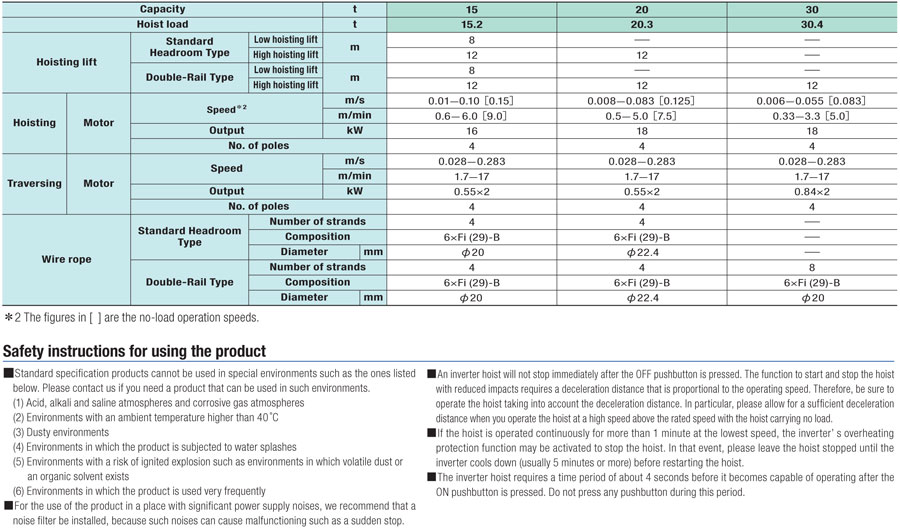 Capacity t 15 20 30
Hoist load t 15.2 20.3 30.4
Hoisting lift Standard Headroom Type Low hoisting lift m 8 — —
High hoisting lift 12 12 —
Double-Rail Type Low hoisting lift m 8 — —
High hoisting lift 12 12 12
Hoisting Motor Speed*2 m/s 0.01—0.10 [0.15] 0.008—0.083 [0.125] 0.006—0.055 [0.083]
m/min 0.6—6.0 [9.0] 0.5—5.0 [7.5] 0.33—3.3 [5.0]
Output kW 16 18 18
No. of poles 4 4 4
Traversing Motor Speed m/s 0.028—0.283 0.028—0.283 0.028—0.283
m/min 1.7—17 1.7—17 1.7—17
Output kW 0.55×2 0.55×2 0.84×2
No. of poles 4 4 4
Wire rope Standard Headroom Type Number of strands 4 4 —
Composition 6×Fi (29)-B 6×Fi (29)-B —
Diameter mm φ20 φ22.4 —
Double-Rail Type Number of strands 4 4 8
Composition 6×Fi (29)-B 6×Fi (29)-B 6×Fi (29)-B
Diameter mm φ20 φ22.4 φ20
*2 The figures in [ ] are the no-load operation speeds.
Safety instructions for using the product
■Standard specification products cannot be used in special environments such as the ones listed
below. Please contact us if you need a product that can be used in such environments.
(1) Acid, alkali and saline atmospheres and corrosive gas atmospheres
(2) Environments with an ambient temperature higher than 40˚C
(3) Dusty environments
(4) Environments in which the product is subjected to water splashes
(5) Environments with a risk of ignited explosion such as environments in which volatile dust or
an organic solvent exists
(6) Environments in which the product is used very frequently
■For the use of the product in a place with significant power supply noises, we recommend that a
noise filter be installed, because such noises can cause malfunctioning such as a sudden stop.
■An inverter hoist will not stop immediately after the OFF pushbutton is pressed. The function to start and stop the hoist
with reduced impacts requires a deceleration distance that is proportional to the operating speed. Therefore, be sure to
operate the hoist taking into account the deceleration distance. In particular, please allow for a sufficient deceleration
distance when you operate the hoist at a high speed above the rated speed with the hoist carrying no load.
■If the hoist is operated continuously for more than 1 minute at the lowest speed, the inverter' s overheating
protection function may be activated to stop the hoist. In that event, please leave the hoist stopped until the
inverter cools down (usually 5 minutes or more) before restarting the hoist.
■The inverter hoist requires a time period of about 4 seconds before it becomes capable of operating after the
ON pushbutton is pressed. Do not press any pushbutton during this period.